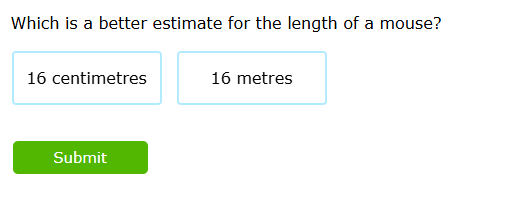 Which is a better estimate for the length of a mouse?
16 centimetres 16 metres
Submit